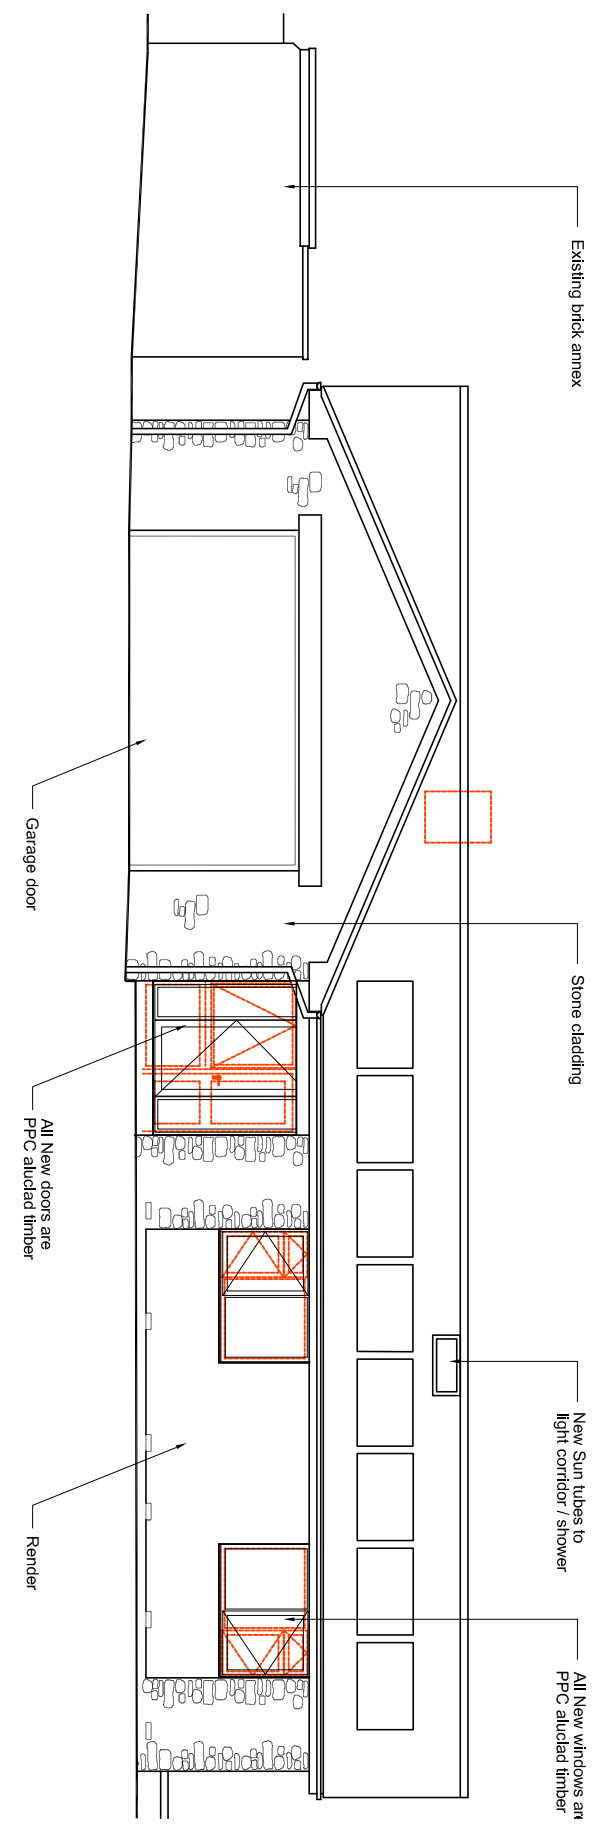 Existing brick annex
Stone cladding
New Sun tubes to
light corridor / shower
All New windows are
PPC aluclad timber
Garage door
All New doors are
PPC aluclad timber
Render